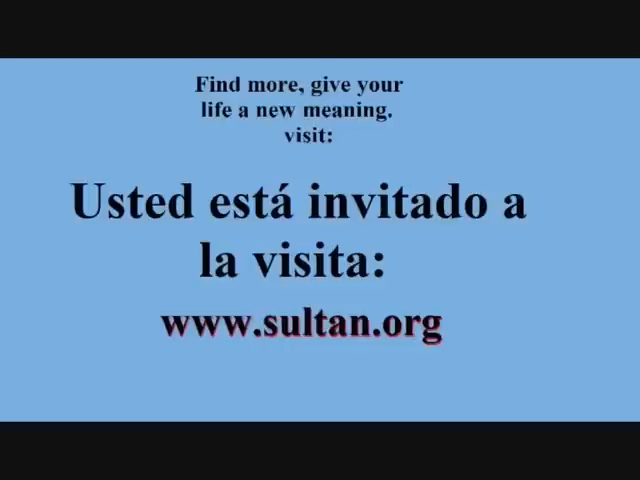 Find more, give your
life a new meaning.
visit:
Usted está invitado a
la visita:
www.sultan.org